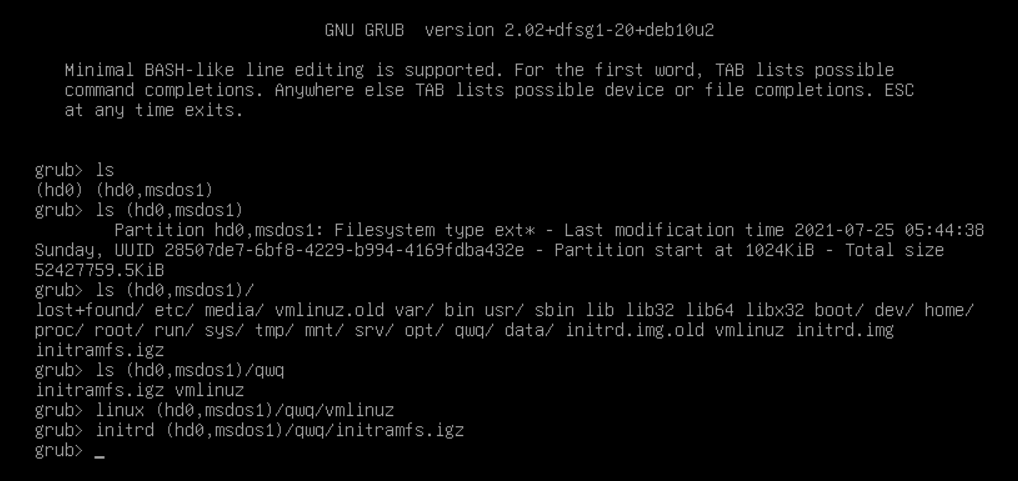 GNU GRUB  version 2.02+dfsg1-20+deb10u2
Minimal BASH-like line editing is supported. For the first word, TAB lists possible
command completions. Anywhere else TAB lists possible device or file completions. ESC
at any time exits.
grub> ls
(hd0) (hd0,msdos1)
grub> ls (hd0,msdos1)
Partition hd0,msdos1: Filesystem type ext* - Last modification time 2021-07-25 05:44:38
Sunday, UUID 28507de7-6bf8-4229-b994-4169fdba432e - Partition start at 1024KiB - Total size
52427759.5KiB
grub> ls (hd0,msdos1)/
lost+found/ etc/ media/ vmlinuz.old var/ bin usr/ sbin lib lib32 lib64 libx32 boot/ dev/ home/
proc/ root/ run/ sys/ tmp/ mnt/ srv/ opt/ qwq/ data/ initrd.img.old vmlinuz initrd.img
initramfs.igz
grub> ls (hd0,msdos1)/qwq
initramfs.igz vmlinuz
grub> linux (hd0,msdos1)/qwq/vmlinuz
grub> initrd (hd0,msdos1)/qwq/initramfs.igz
grub> _